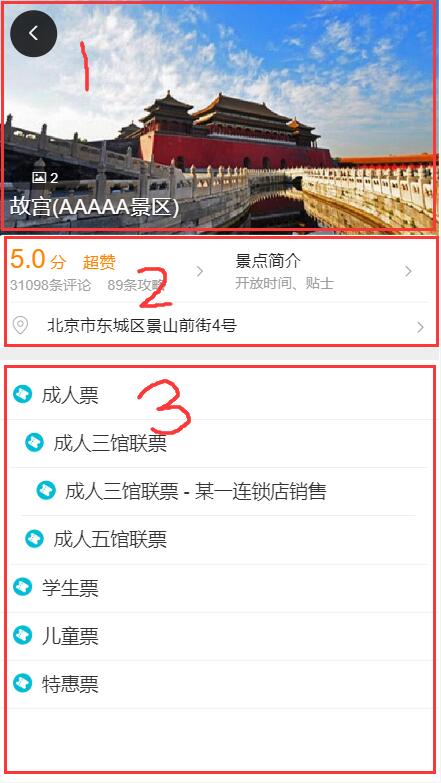 1
2
故宫(AAAAA景区)
5.0 分 超赞
景点简介
31098条评论 89条攻略
开放时间、贴士
2
北京市东城区景山前街4号
3
成人票
成人三馆联票
成人三馆联票 - 某一连锁店销售
成人五馆联票
学生票
儿童票
特惠票